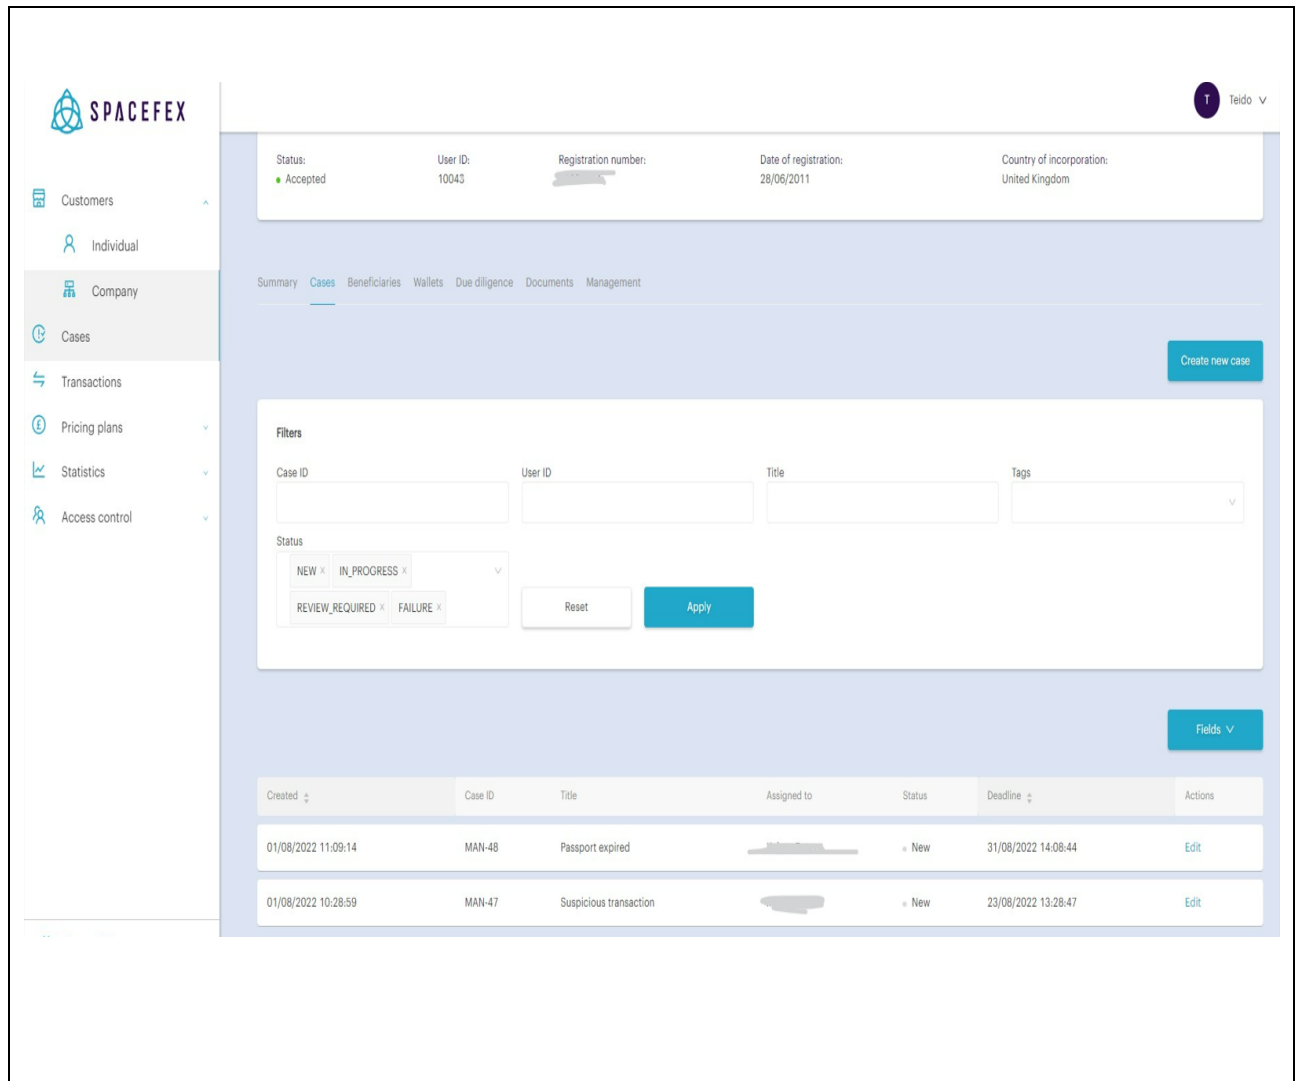 SPACEFEX
T Teido
Customers
Individual
Company
Cases
Transactions
Pricing plans
Statistics
Access control
Status: User ID: Registration number: Date of registration: Country of incorporation:
Accepted 10043 28/06/2011 United Kingdom
Summary Cases Beneficiaries Wallets Due diligence Documents Management
Create new case
Filters
Case ID User ID Title Tags
Status
NEW × IN_PROGRESS ×
REVIEW_REQUIRED × FAILURE ×
Reset Apply
Fields
Created Case ID Title Assigned to Status Deadline Actions
01/08/2022 11:09:14 MAN-48 Passport expired New 31/08/2022 14:08:44 Edit
01/08/2022 10:28:59 MAN-47 Suspicious transaction New 23/08/2022 13:28:47 Edit